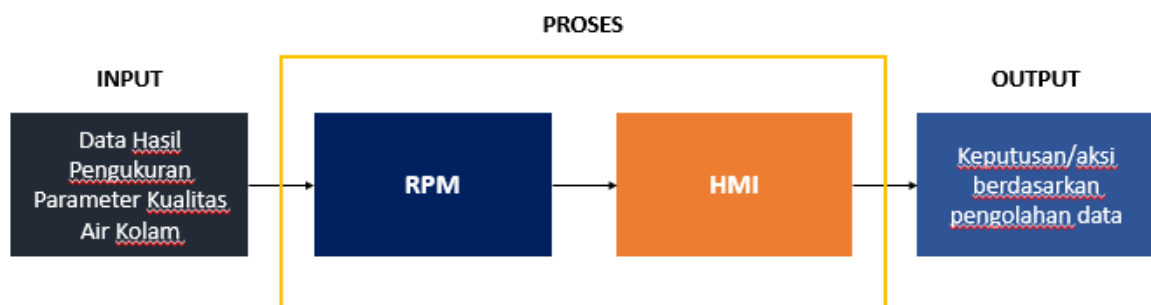 PROSES
INPUT
Data Hasil
Pengukuran
Parameter Kualitas
Air Kolam
RPM
HMI
OUTPUT
Keputusan/aksi
berdasarkan
pengolahan data